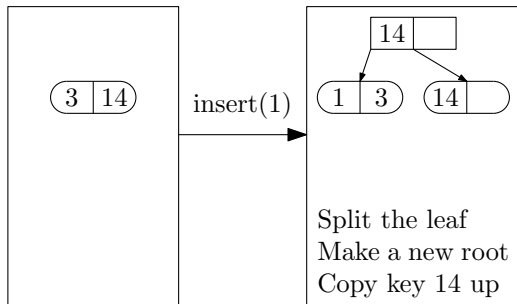 14
3 14
insert(1)
1 3 14
Split the leaf
Make a new root
Copy key 14 up